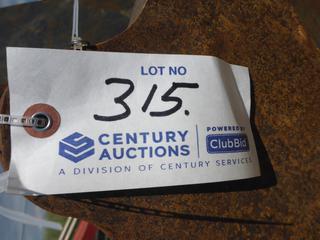 LOT NO
315.
CENTURY AUCTIONS
POWERED BY ClubBid
A DIVISION OF CENTURY SERVICES